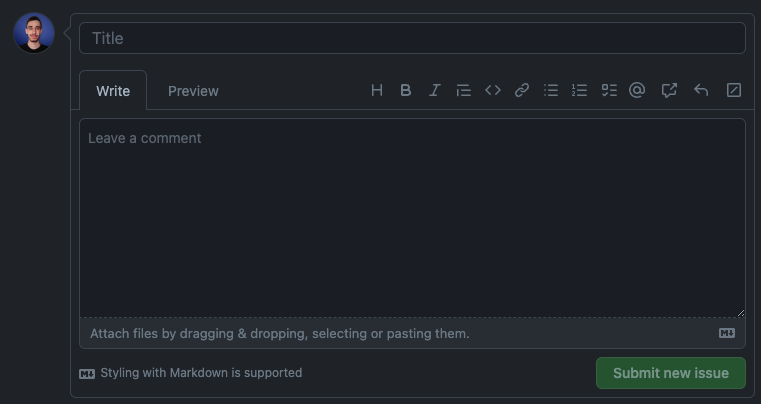 Title
Write Preview H B I <> @
Leave a comment
Attach files by dragging & dropping, selecting or pasting them.
Styling with Markdown is supported Submit new issue